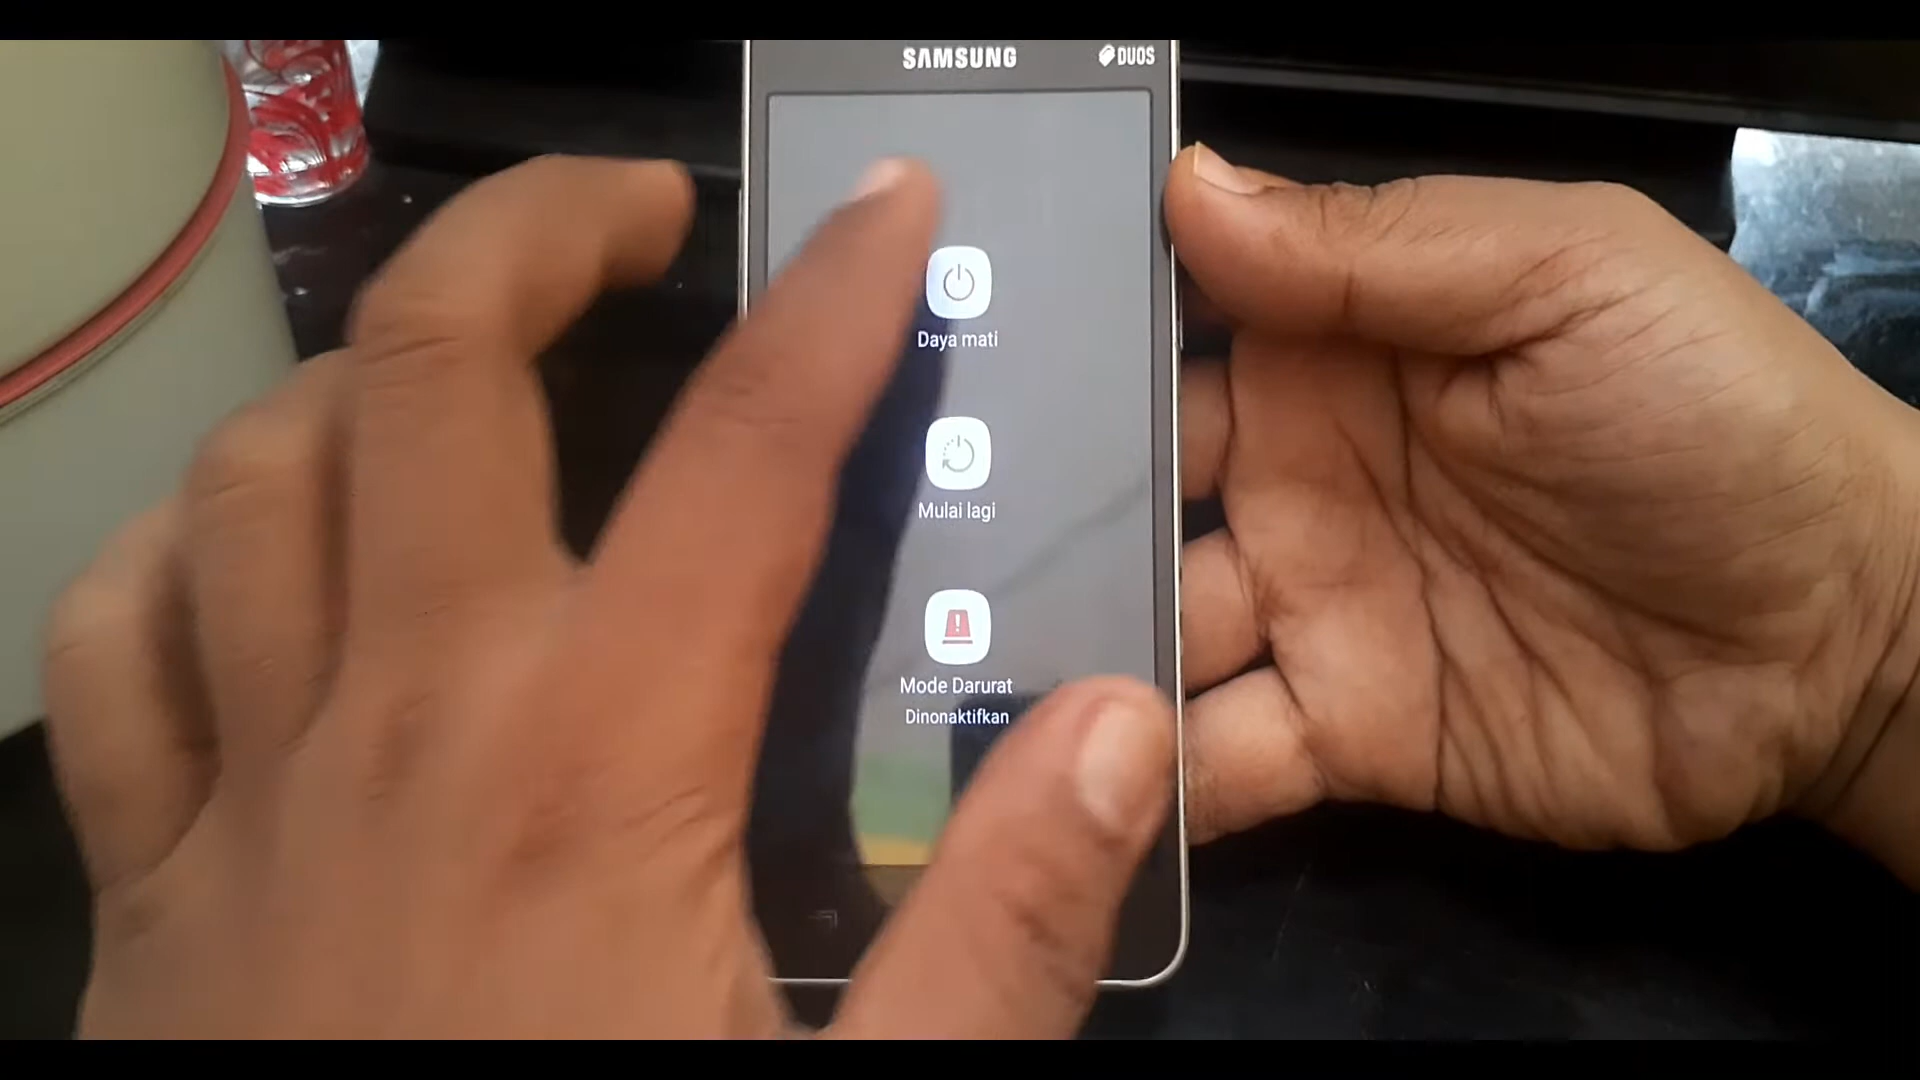 SAMSUNG
DUOS
Daya mati
Mulai lagi
Mode Darurat
Dinonaktifkan